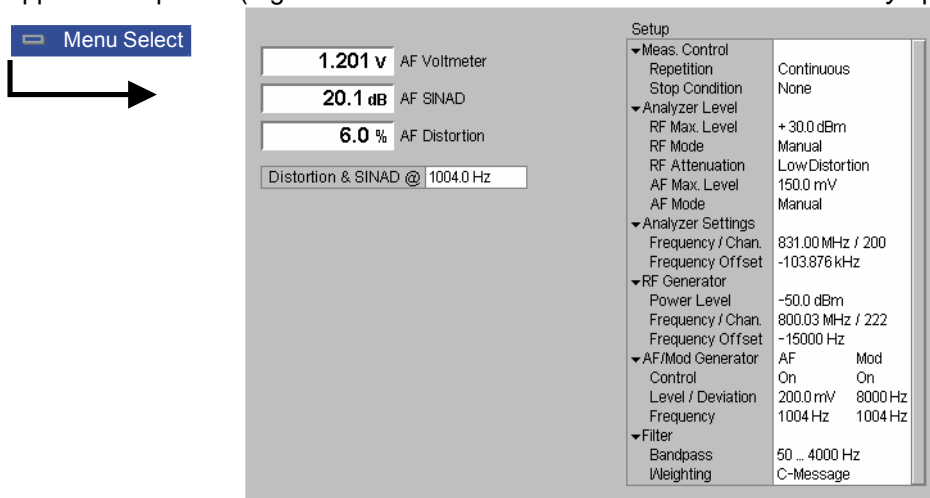 Menu Select
1.201 V AF Voltmeter
20.1 dB AF SINAD
6.0 % AF Distortion
Distortion & SINAD @ 1004.0 Hz
Setup
Meas. Control
Repetition Continuous
Stop Condition None
Analyzer Level
RF Max. Level +30.0 dBm
RF Mode Manual
RF Attenuation Low Distortion
AF Max. Level 150.0 mV
AF Mode Manual
Analyzer Settings
Frequency / Chan. 831.00 MHz / 200
Frequency Offset -103.876 kHz
RF Generator
Power Level -50.0 dBm
Frequency / Chan. 800.03 MHz / 222
Frequency Offset -15000 Hz
AF/Mod Generator AF Mod
Control On On
Level / Deviation 200.0 mV 8000 Hz
Frequency 1004 Hz 1004 Hz
Filter
Bandpass 50 ... 4000 Hz
Weighting C-Message